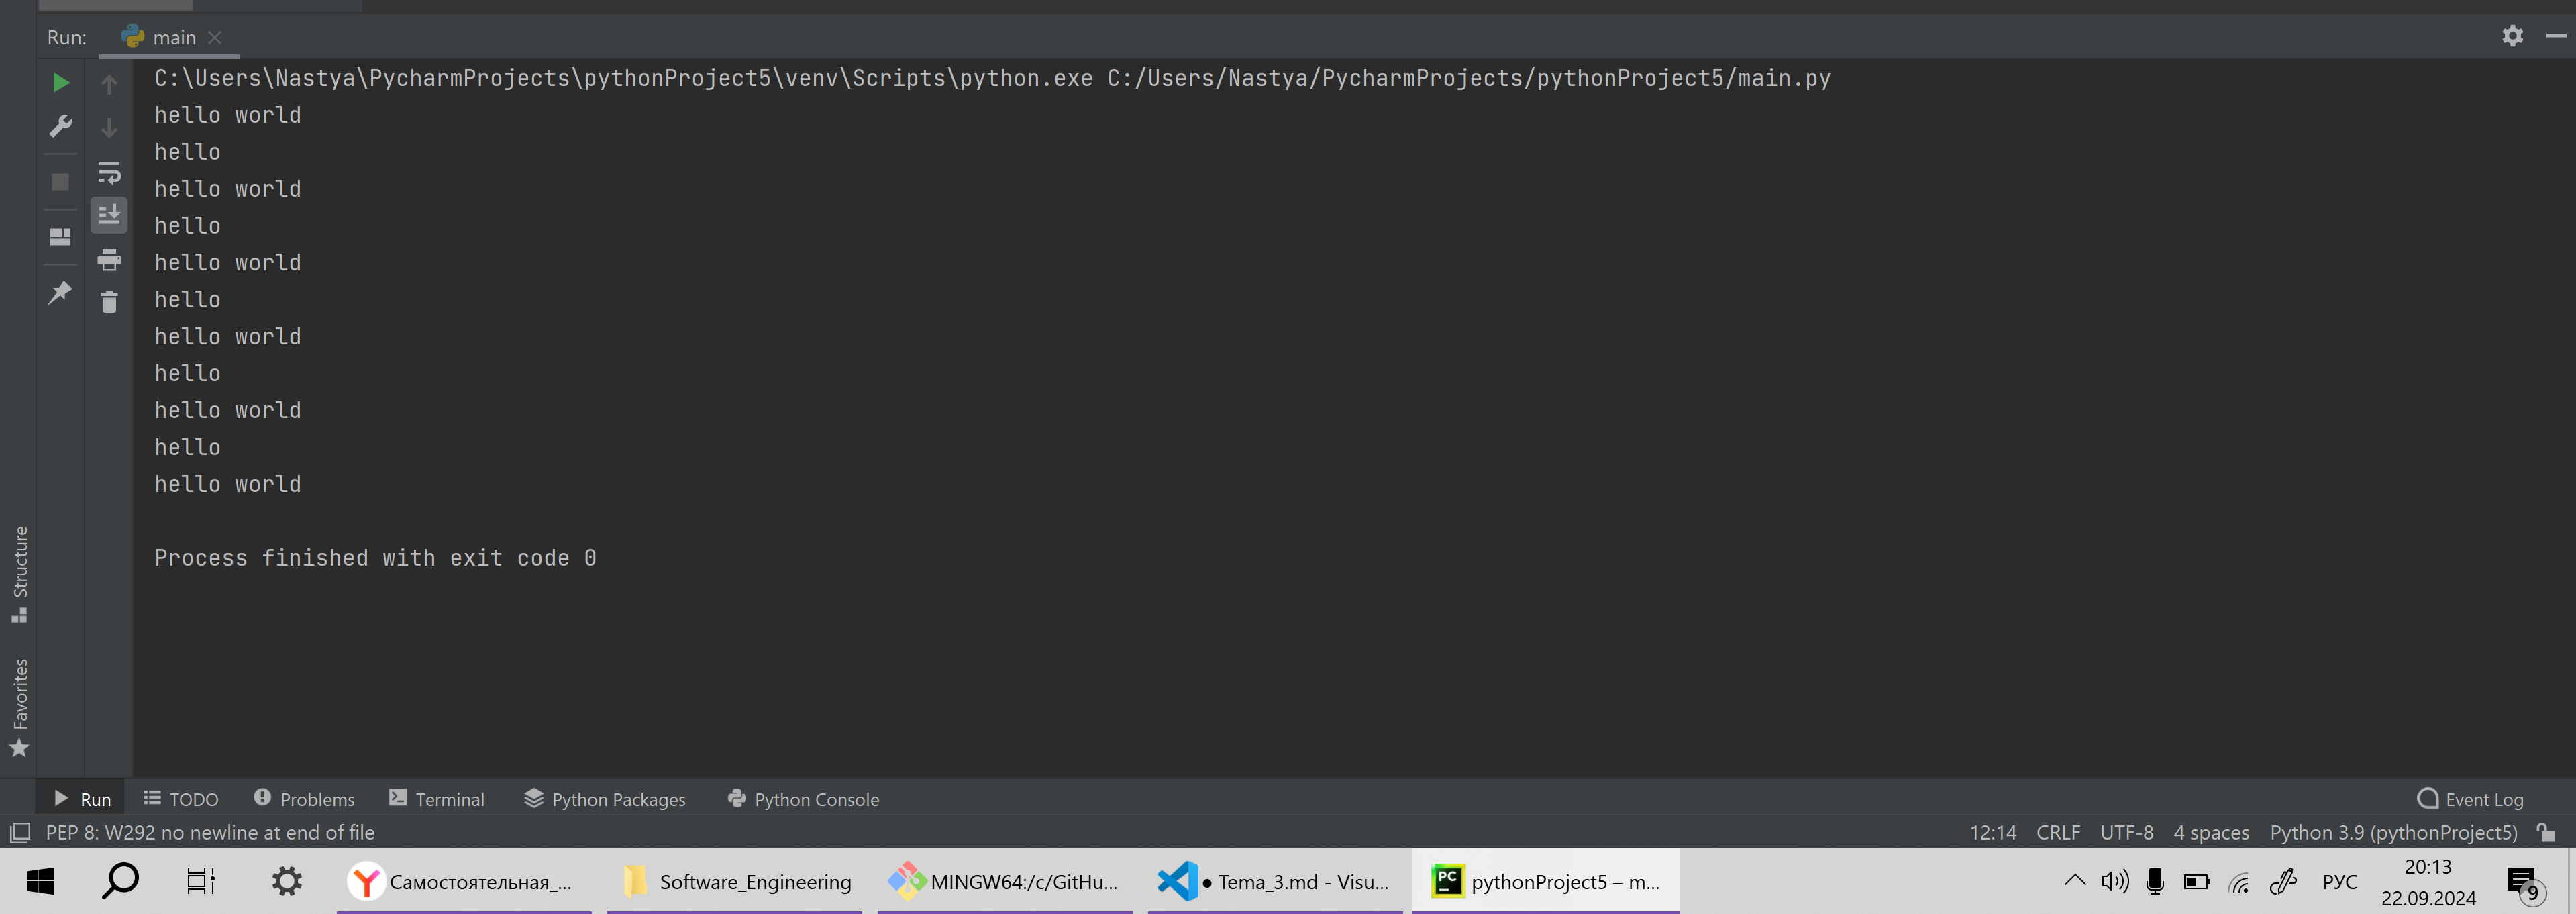 Run: main
C:\Users\Nastya\PycharmProjects\pythonProject5\venv\Scripts\python.exe C:/Users/Nastya/PycharmProjects/pythonProject5/main.py
hello world
hello
hello world
hello
hello world
hello
hello world
hello
hello world
hello
hello world
Process finished with exit code 0
Structure
Favorites
Run TODO Problems Terminal Python Packages Python Console Event Log
PEP 8: W292 no newline at end of file 12:14 CRLF UTF-8 4 spaces Python 3.9 (pythonProject5)
Самостоятельная_... Software_Engineering MINGW64:/c/GitHu... ● Tema_3.md - Visu... PC pythonProject5 – m... РУС 20:13
22.09.2024 9